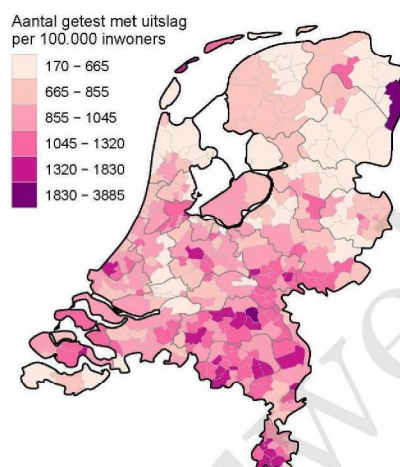 Aantal getest met uitslag
per 100.000 inwoners
170 – 665
665 – 855
855 – 1045
1045 – 1320
1320 – 1830
1830 – 3885